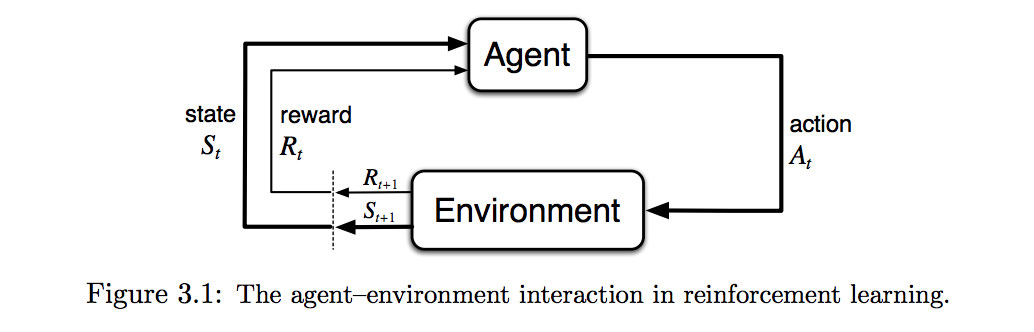 Agent
state
S_t
reward
R_t
action
A_t
R_{t+1}
S_{t+1}
Environment
Figure 3.1: The agent–environment interaction in reinforcement learning.